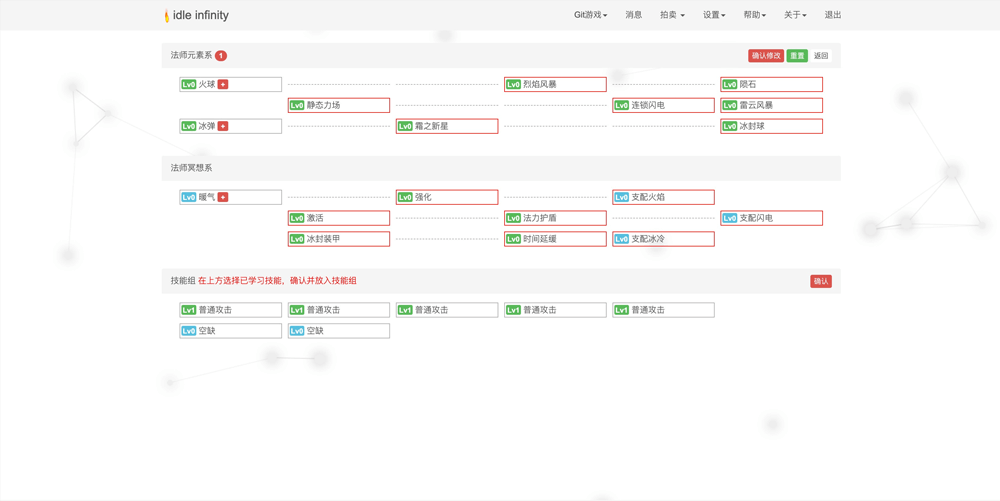 idle infinity Git游戏 消息 拍卖 设置 帮助 关于 退出
法师元素系 1 确认修改 重置 返回
Lv0 火球 + Lv0 烈焰风暴 Lv0 陨石
Lv0 静态力场 Lv0 连锁闪电 Lv0 雷云风暴
Lv0 冰弹 + Lv0 霜之新星 Lv0 冰封球
法师冥想系
Lv0 暖气 + Lv0 强化 Lv0 支配火焰
Lv0 激活 Lv0 法力护盾 Lv0 支配闪电
Lv0 冰封装甲 Lv0 时间延缓 Lv0 支配冰冷
技能组 在上方选择已学习技能，确认并放入技能组 确认
Lv1 普通攻击 Lv1 普通攻击 Lv1 普通攻击 Lv1 普通攻击 Lv1 普通攻击
Lv0 空缺 Lv0 空缺